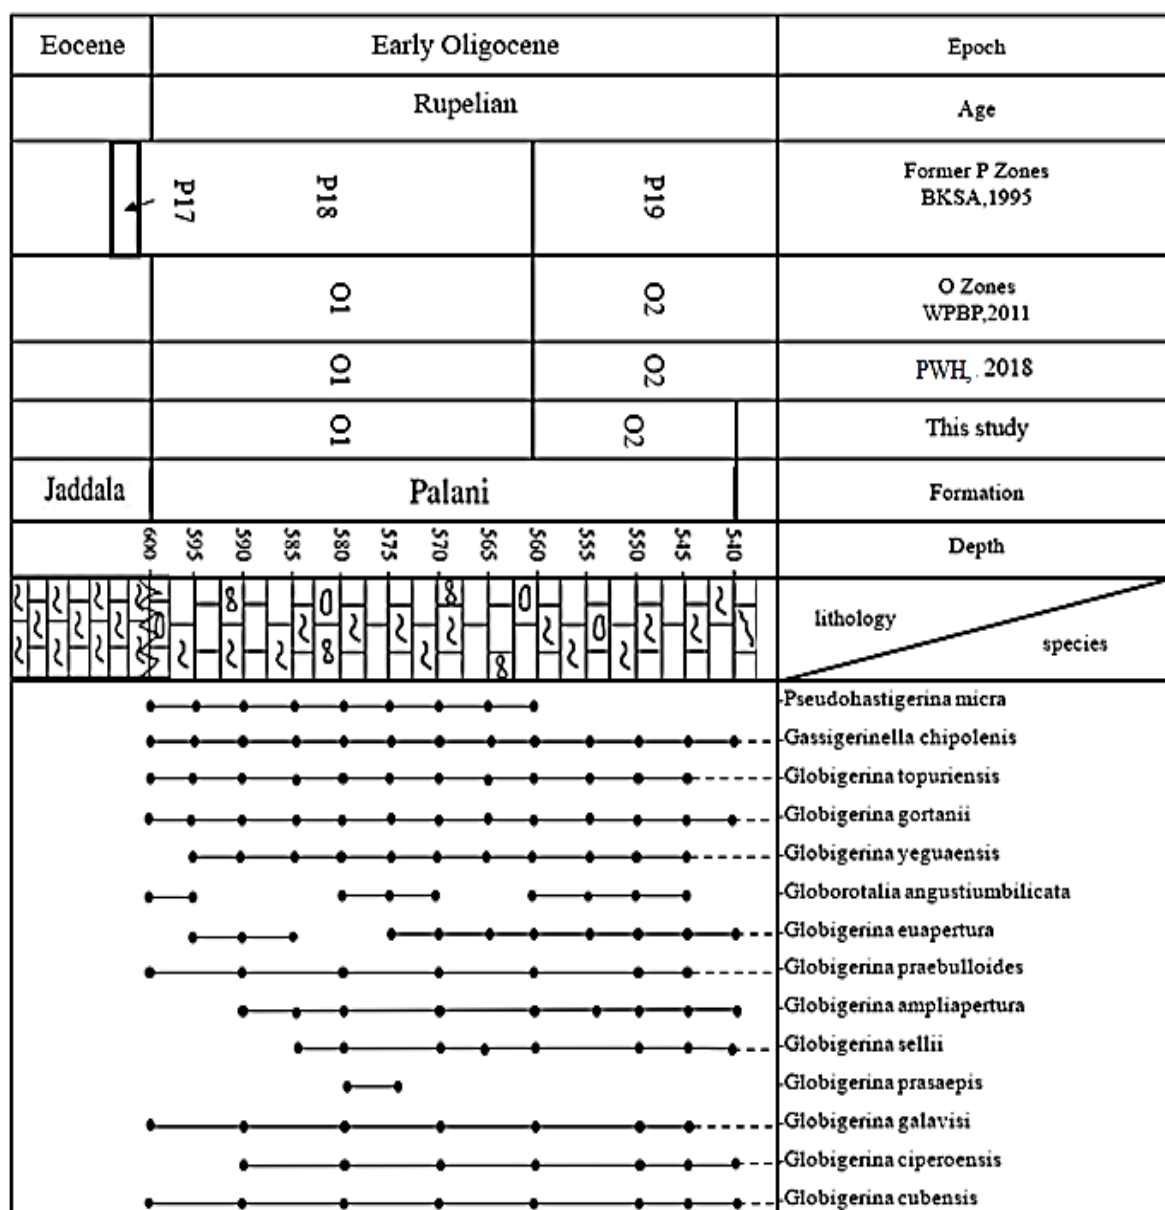 Eocene Early Oligocene Epoch
Rupelian Age
P17 P18 P19 Former P Zones
BKSA,1995
O1 O2 O Zones
WPBP,2011
O1 O2 PWH, . 2018
O1 O2 This study
Jaddala Palani Formation
600 595 590 585 580 575 570 565 560 555 550 545 540 Depth
lithology
species
Pseudohastigerina micra
Gassigerinella chipolenis
Globigerina topuriensis
Globigerina gortanii
Globigerina yeguaensis
Globorotalia angustiumbilicata
Globigerina euapertura
Globigerina praebulloides
Globigerina ampliapertura
Globigerina sellii
Globigerina prasaepis
Globigerina galavisi
Globigerina ciperoensis
Globigerina cubensis